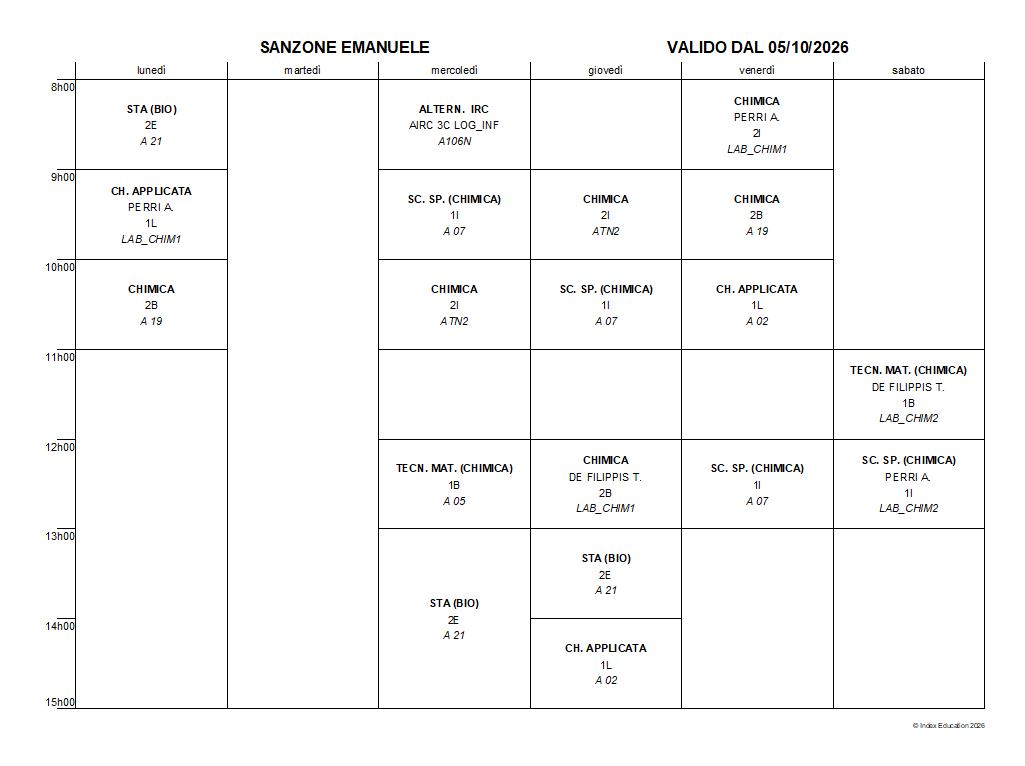 SANZONE EMANUELE
VALIDO DAL 05/10/2026
lunedì
martedì
mercoledì
giovedì
venerdì
sabato
8h00
STA (BIO)
2E
A 21
ALTERN. IRC
AIRC 3C LOG_INF
A106N
CHIMICA
PERRI A.
2I
LAB_CHIM1
9h00
CH. APPLICATA
PERRI A.
1L
LAB_CHIM1
SC. SP. (CHIMICA)
1I
A 07
CHIMICA
2I
ATN2
CHIMICA
2B
A 19
10h00
CHIMICA
2B
A 19
CHIMICA
2I
ATN2
SC. SP. (CHIMICA)
1I
A 07
CH. APPLICATA
1L
A 02
11h00
TECN. MAT. (CHIMICA)
DE FILIPPIS T.
1B
LAB_CHIM2
12h00
TECN. MAT. (CHIMICA)
1B
A 05
CHIMICA
DE FILIPPIS T.
2B
LAB_CHIM1
SC. SP. (CHIMICA)
1I
A 07
SC. SP. (CHIMICA)
PERRI A.
1I
LAB_CHIM2
13h00
STA (BIO)
2E
A 21
STA (BIO)
2E
A 21
14h00
CH. APPLICATA
1L
A 02
15h00
© Index Education 2026